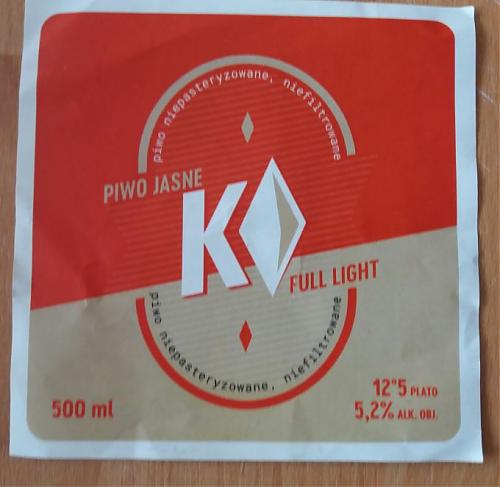 piwo niepasteryzowane, niefiltrowane
PIWO JASNE
KO
FULL LIGHT
piwo niepasteryzowane, niefiltrowane
500 ml
12°5 PLATO
5,2% ALK. OBJ.